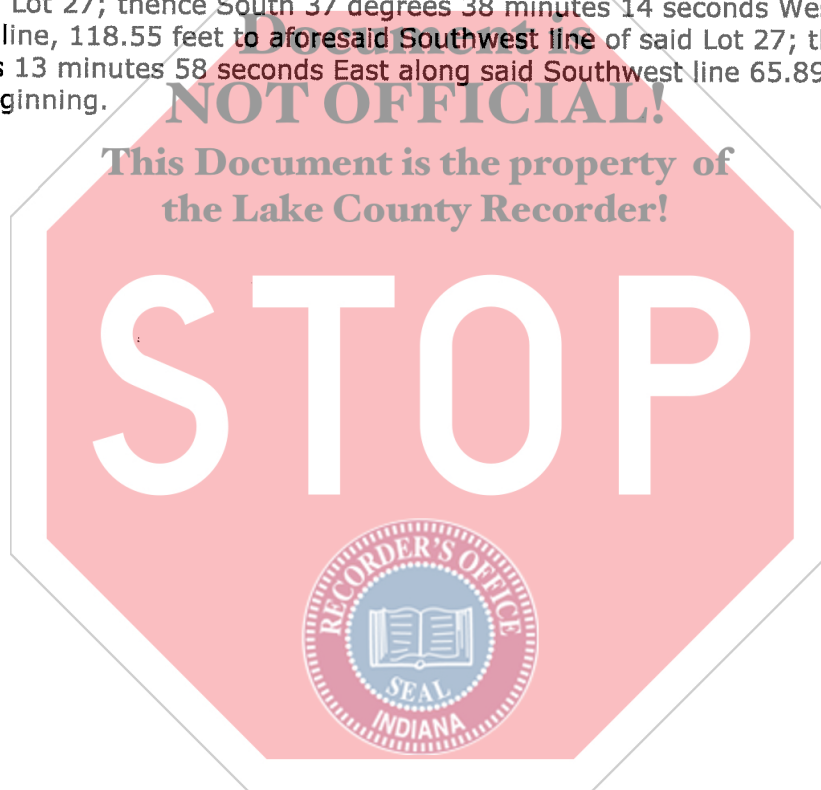 Lot 27; thence South 37 degrees 38 minutes 14 seconds
line, 118.55 feet to aforesaid Southwest line of said Lot 27;
13 minutes 58 seconds East along said Southwest line 65.89
Document is
NOT OFFICIAL!
This Document is the property of
the Lake County Recorder!
STOP
RECORDER'S OFFICE
SEAL
INDIANA